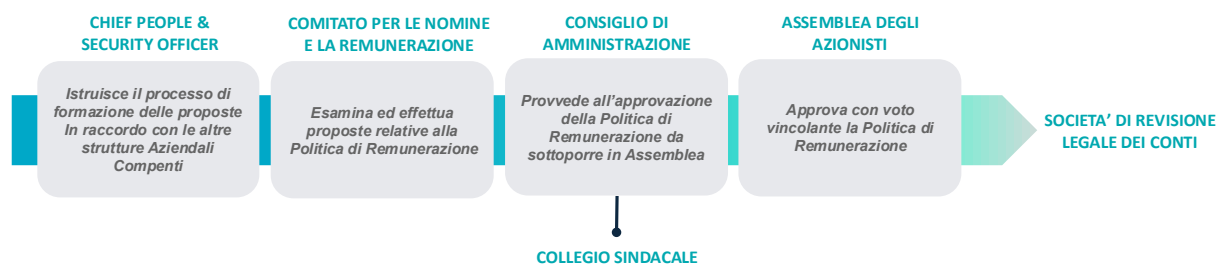 CHIEF PEOPLE &
SECURITY OFFICER
Istruisce il processo di
formazione delle proposte
In raccordo con le altre
strutture Aziendali
Compenti
COMITATO PER LE NOMINE
E LA REMUNERAZIONE
Esamina ed effettua
proposte relative alla
Politica di Remunerazione
CONSIGLIO DI
AMMINISTRAZIONE
Provvede all’approvazione
della Politica di
Remunerazione da
sottoporre in Assemblea
COLLEGIO SINDACALE
ASSEMBLEA DEGLI
AZIONISTI
Approva con voto
vincolante la Politica di
Remunerazione
SOCIETA’ DI REVISIONE
LEGALE DEI CONTI